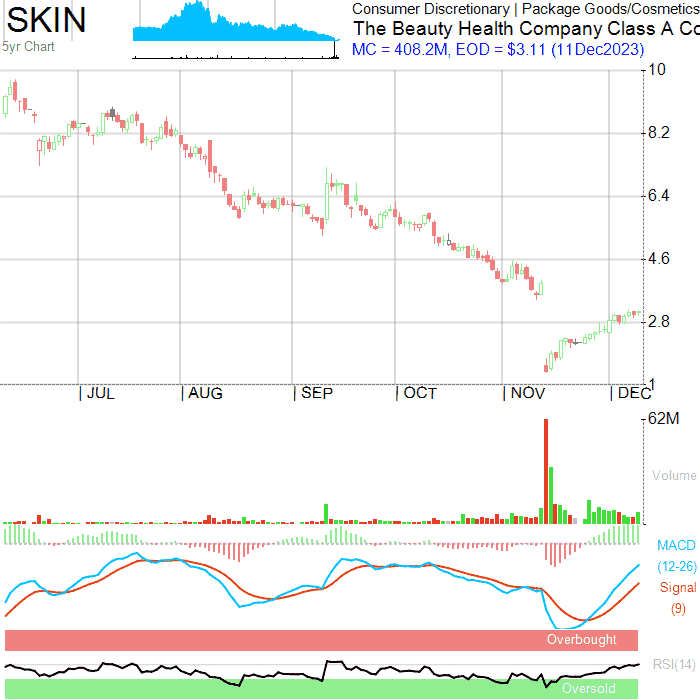 SKIN
5yr Chart
Consumer Discretionary | Package Goods/Cosmetics
The Beauty Health Company Class A Co
MC = 408.2M, EOD = $3.11 (11Dec2023)
10
8.2
6.4
4.6
2.8
1
| JUL | AUG | SEP | OCT | NOV | DEC
62M
Volume
MACD
(12-26)
Signal
(9)
Overbought
RSI(14)
Oversold